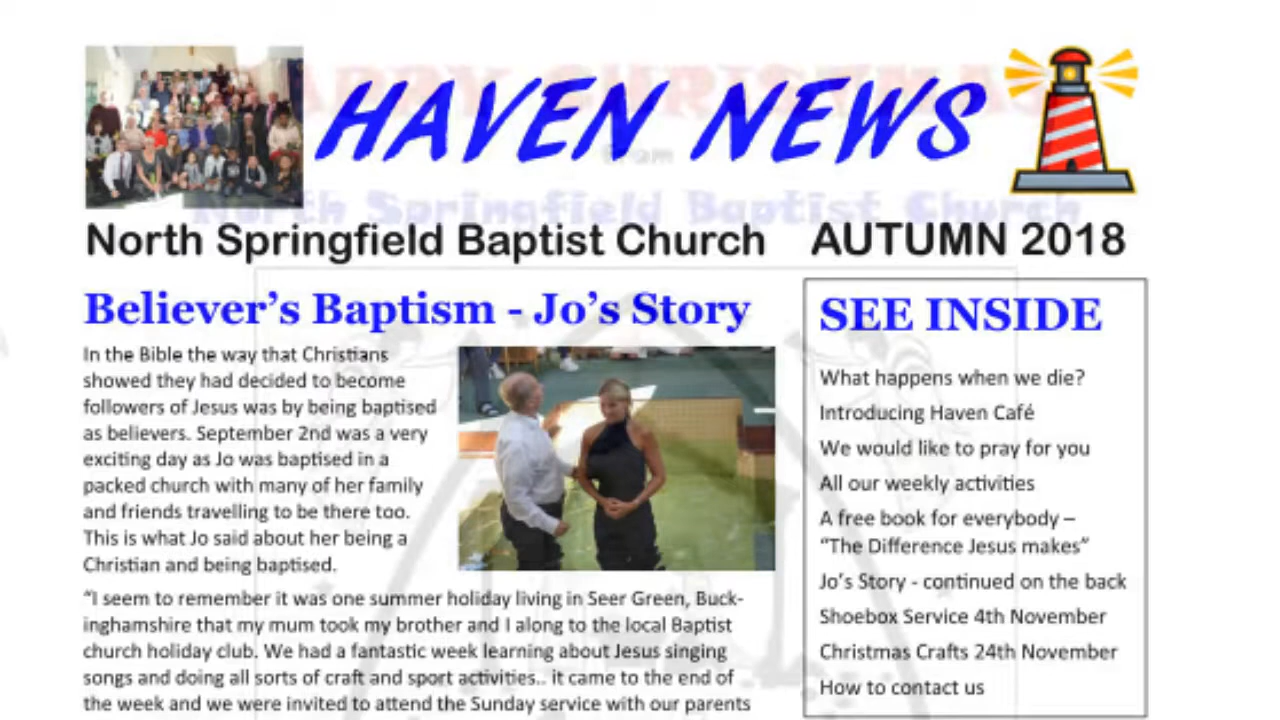 HAPPY CHRISTMAS
from
North Springfield Baptist Church
HAVEN NEWS
North Springfield Baptist Church
AUTUMN 2018
Believer's Baptism - Jo's Story
In the Bible the way that Christians
showed they had decided to become
followers of Jesus was by being baptised
as believers. September 2nd was a very
exciting day as Jo was baptised in a
packed church with many of her family
and friends travelling to be there too.
This is what Jo said about her being a
Christian and being baptised.
"I seem to remember it was one summer holiday living in Seer Green, Buck-
inghamshire that my mum took my brother and I along to the local Baptist
church holiday club. We had a fantastic week learning about Jesus singing
songs and doing all sorts of craft and sport activities.. it came to the end of
the week and we were invited to attend the Sunday service with our parents
SEE INSIDE
What happens when we die?
Introducing Haven Café
We would like to pray for you
All our weekly activities
A free book for everybody –
"The Difference Jesus makes"
Jo's Story - continued on the back
Shoebox Service 4th November
Christmas Crafts 24th November
How to contact us